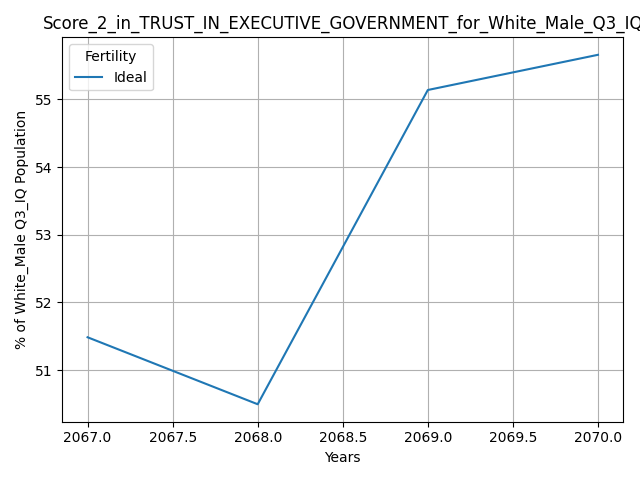 Score_2_in_TRUST_IN_EXECUTIVE_GOVERNMENT_for_White_Male_Q3_IQ
Fertility
Ideal
% of White_Male Q3_IQ Population
55
54
53
52
51
2067.0 2067.5 2068.0 2068.5 2069.0 2069.5 2070.0
Years